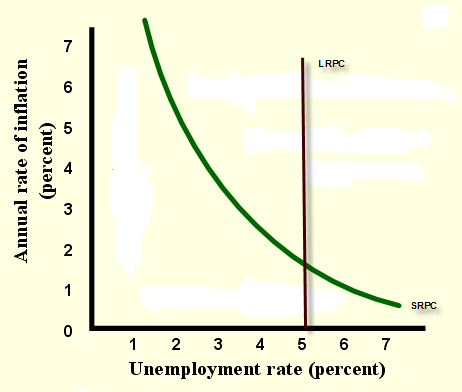 7
LRPC
6
5
4
3
2
1
0
Annual rate of inflation
(percent)
SRPC
1 2 3 4 5 6 7
Unemployment rate (percent)